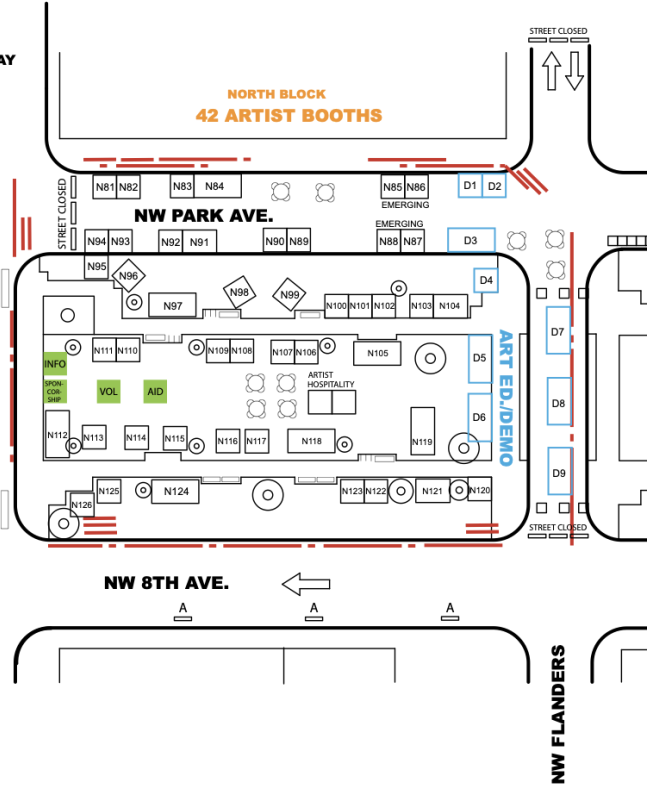 STREET CLOSED
AY
NORTH BLOCK
42 ARTIST BOOTHS
N81 N82 N83 N84 N85 N86 D1 D2
EMERGING
STREET CLOSED
NW PARK AVE.
EMERGING
N94 N93 N92 N91 N90 N89 N88 N87 D3
N95 N96
D4
N97 N98 N99 N100 N101 N102 N103 N104
D7
INFO N111 N110 N109 N108 N107 N106 N105 D5
ART ED./DEMO
SPON-
COR-
SHIP
VOL AID
ARTIST
HOSPITALITY
D6 D8
N112 N113 N114 N115 N116 N117 N118 N119
D9
N126 N125 N124 N123 N122 N121 N120
STREET CLOSED
NW 8TH AVE.
A A A
NW FLANDERS